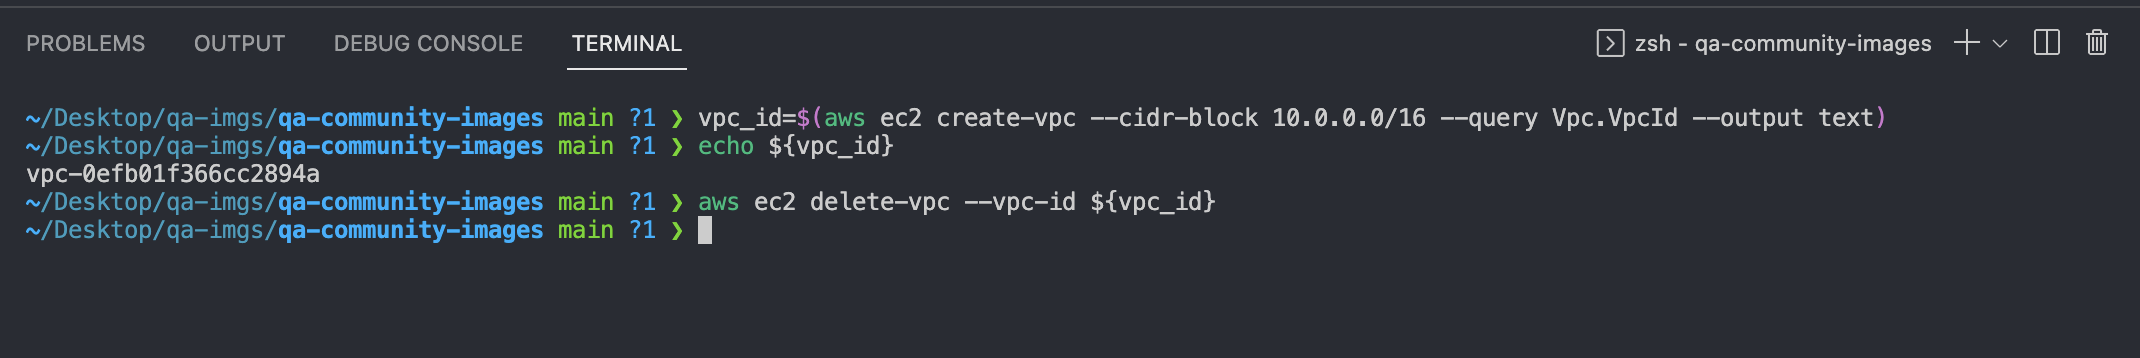 PROBLEMS OUTPUT DEBUG CONSOLE TERMINAL zsh - qa-community-images
~/Desktop/qa-imgs/qa-community-images main ?1 ❯ vpc_id=$(aws ec2 create-vpc --cidr-block 10.0.0.0/16 --query Vpc.VpcId --output text)
~/Desktop/qa-imgs/qa-community-images main ?1 ❯ echo ${vpc_id}
vpc-0efb01f366cc2894a
~/Desktop/qa-imgs/qa-community-images main ?1 ❯ aws ec2 delete-vpc --vpc-id ${vpc_id}
~/Desktop/qa-imgs/qa-community-images main ?1 ❯